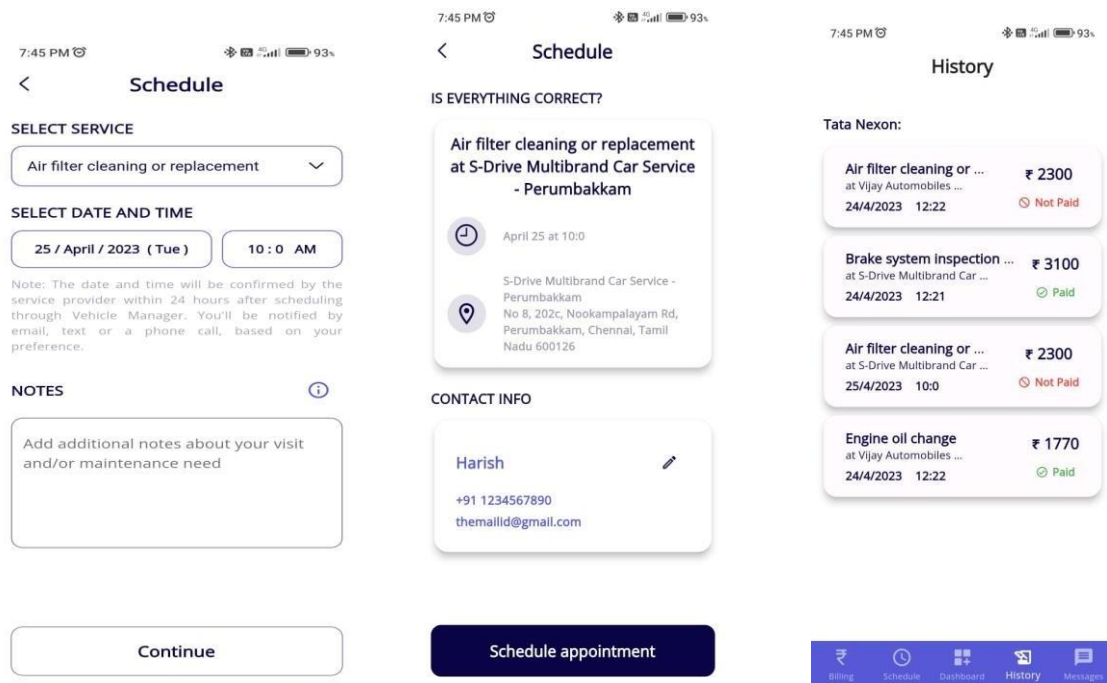 7:45 PM
93%
Schedule
SELECT SERVICE
Air filter cleaning or replacement
SELECT DATE AND TIME
25 / April / 2023 ( Tue )
10 : 0 AM
Note: The date and time will be confirmed by the
service provider within 24 hours after scheduling
through Vehicle Manager. You'll be notified by
email, text or a phone call, based on your
preference.
NOTES
Add additional notes about your visit
and/or maintenance need
Continue
7:45 PM
4G
93%
Schedule
IS EVERYTHING CORRECT?
Air filter cleaning or replacement
at S-Drive Multibrand Car Service
- Perumbakkam
April 25 at 10:0
S-Drive Multibrand Car Service -
Perumbakkam
No 8, 202c, Nookampalayam Rd,
Perumbakkam, Chennai, Tamil
Nadu 600126
CONTACT INFO
Harish
+91 1234567890
themailid@gmail.com
Schedule appointment
7:45 PM
4G
93%
History
Tata Nexon:
Air filter cleaning or ...
₹ 2300
at Vijay Automobiles ...
24/4/2023 12:22
Not Paid
Brake system inspection ...
₹ 3100
at S-Drive Multibrand Car ...
24/4/2023 12:21
Paid
Air filter cleaning or ...
₹ 2300
at S-Drive Multibrand Car ...
25/4/2023 10:0
Not Paid
Engine oil change
₹ 1770
at Vijay Automobiles ...
24/4/2023 12:22
Paid
Billing
Schedule
Dashboard
History
Messages